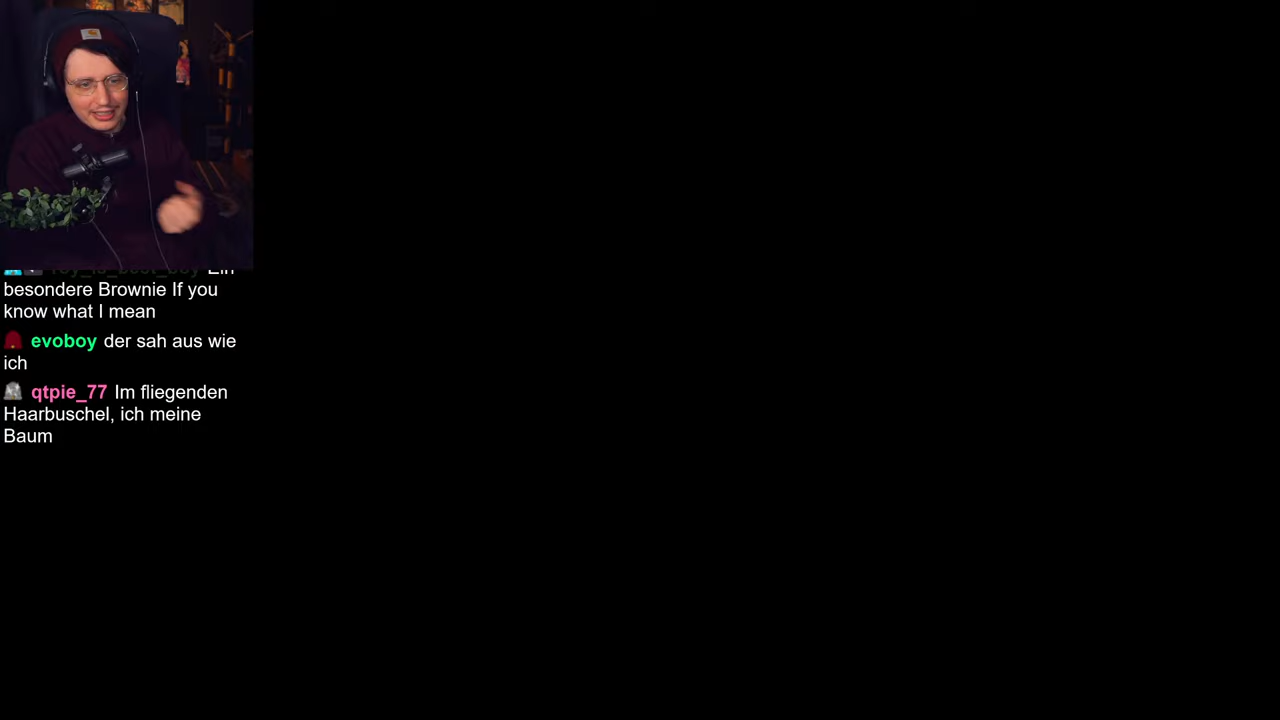 besondere Brownie If you
know what I mean
evoboy der sah aus wie
ich
qtpie_77 Im fliegenden
Haarbuschel, ich meine
Baum